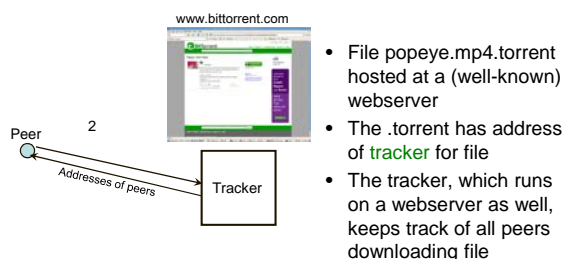 www.bittorrent.com
Peer
2
Addresses of peers
Tracker
• File popeye.mp4.torrent
hosted at a (well-known)
webserver
• The .torrent has address
of tracker for file
• The tracker, which runs
on a webserver as well,
keeps track of all peers
downloading file